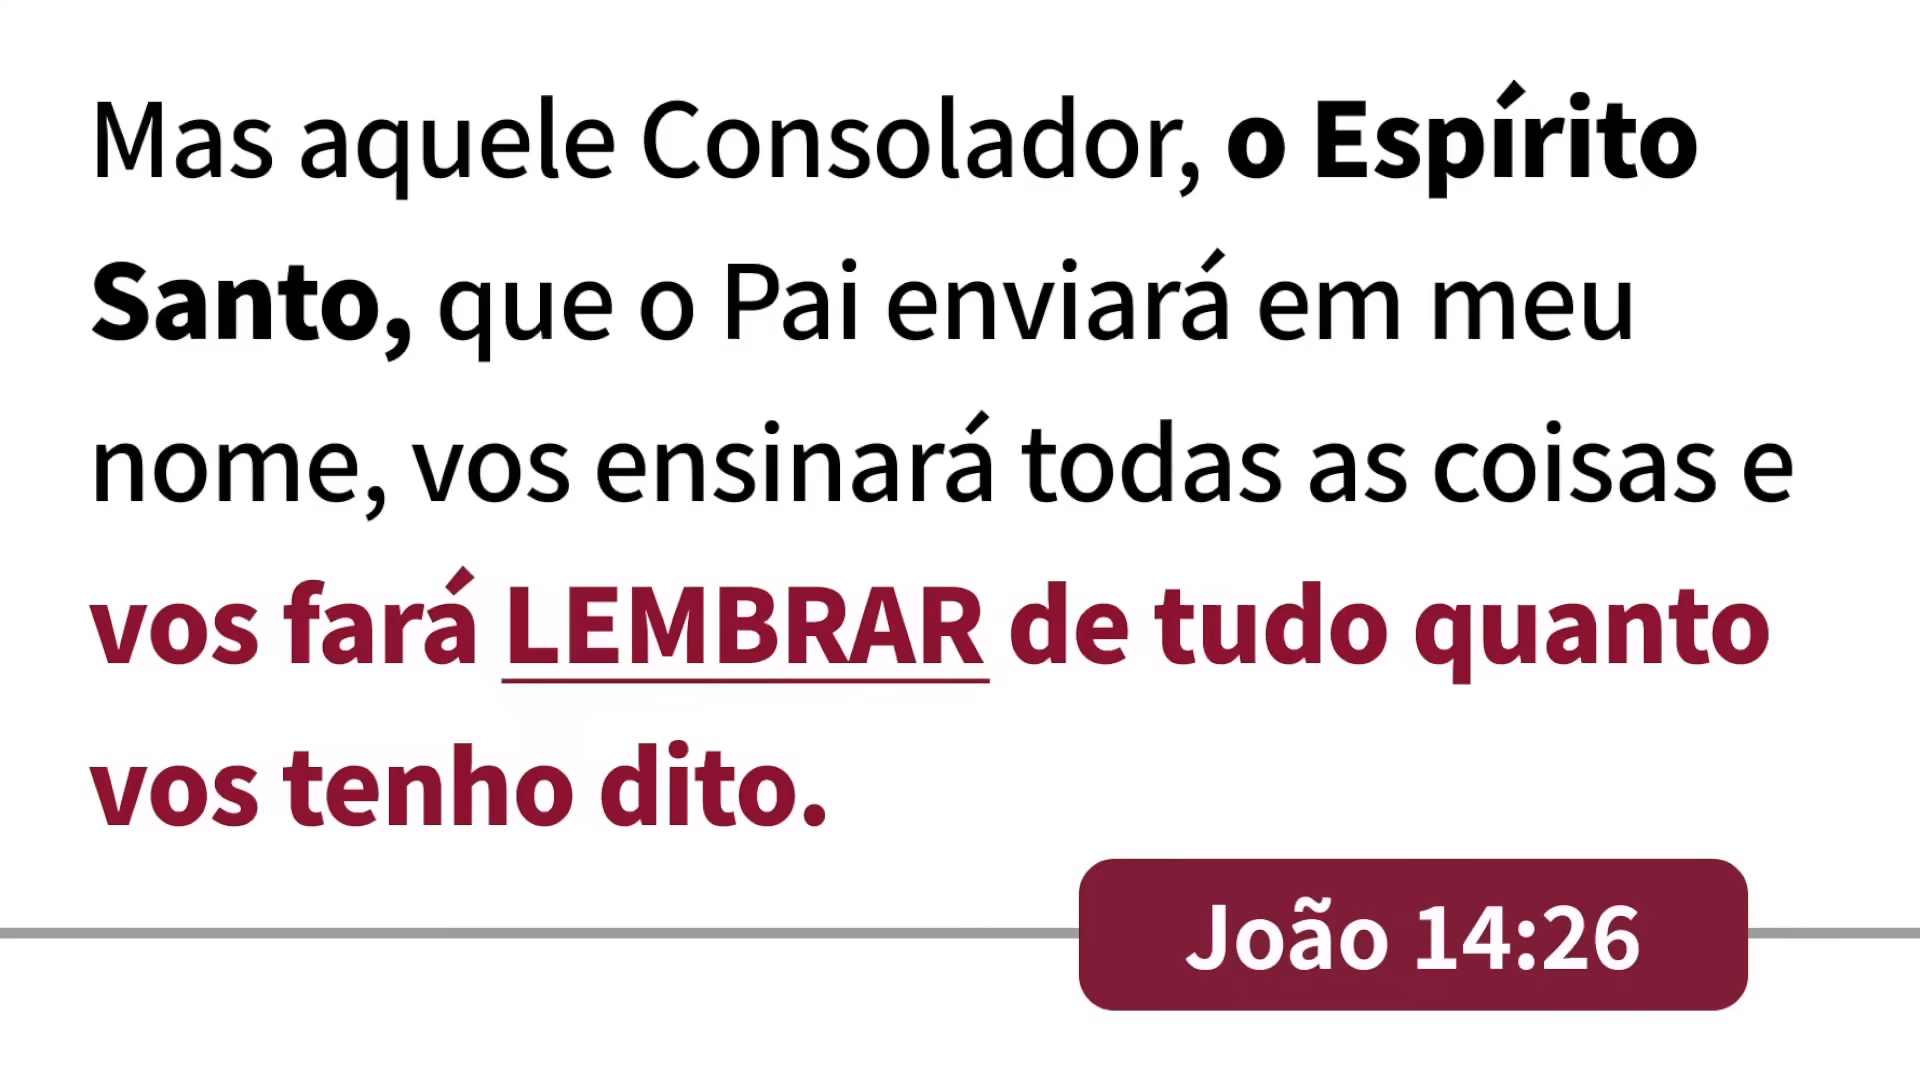 Mas aquele Consolador, o Espírito
Santo, que o Pai enviará em meu
nome, vos ensinará todas as coisas e
vos fará LEMBRAR de tudo quanto
vos tenho dito.
João 14:26